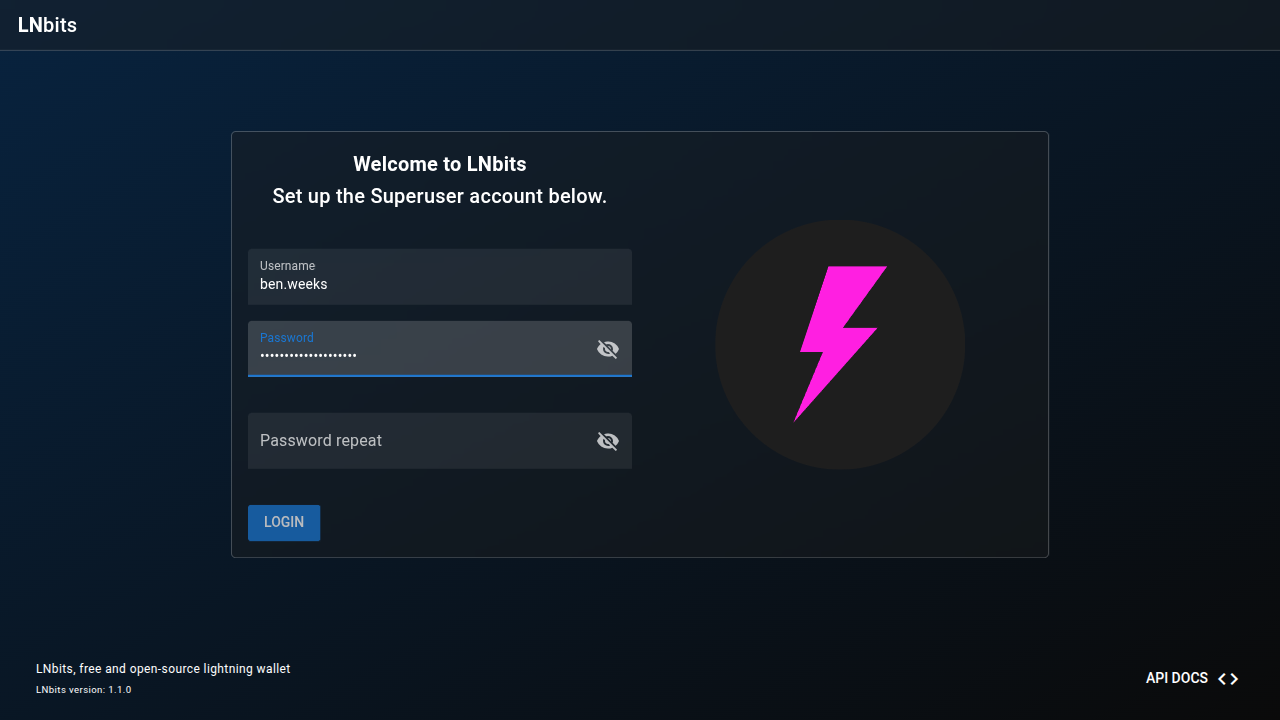 LNbits
Welcome to LNbits
Set up the Superuser account below.
Username
ben.weeks
Password
••••••••••••••••••••
Password repeat
LOGIN
LNbits, free and open-source lightning wallet
LNbits version: 1.1.0
API DOCS